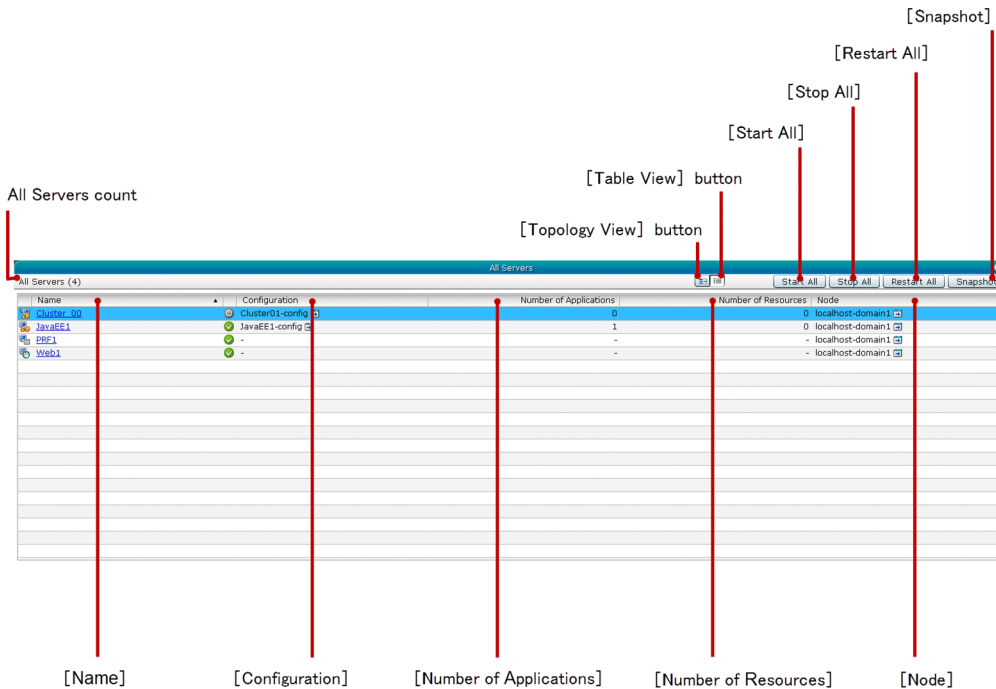 [Snapshot]
[Restart All]
[Stop All]
[Start All]
[Table View] button
All Servers count
[Topology View] button
All Servers
All Servers (4)
Start All Stop All Restart All Snapshot
Name Configuration Number of Applications Number of Resources Node
Cluster_00 Cluster01-config 0 0 localhost-domain1
JavaEE1 JavaEE1-config 1 0 localhost-domain1
PRF1 - - - localhost-domain1
Web1 - - - localhost-domain1
[Name] [Configuration] [Number of Applications] [Number of Resources] [Node]